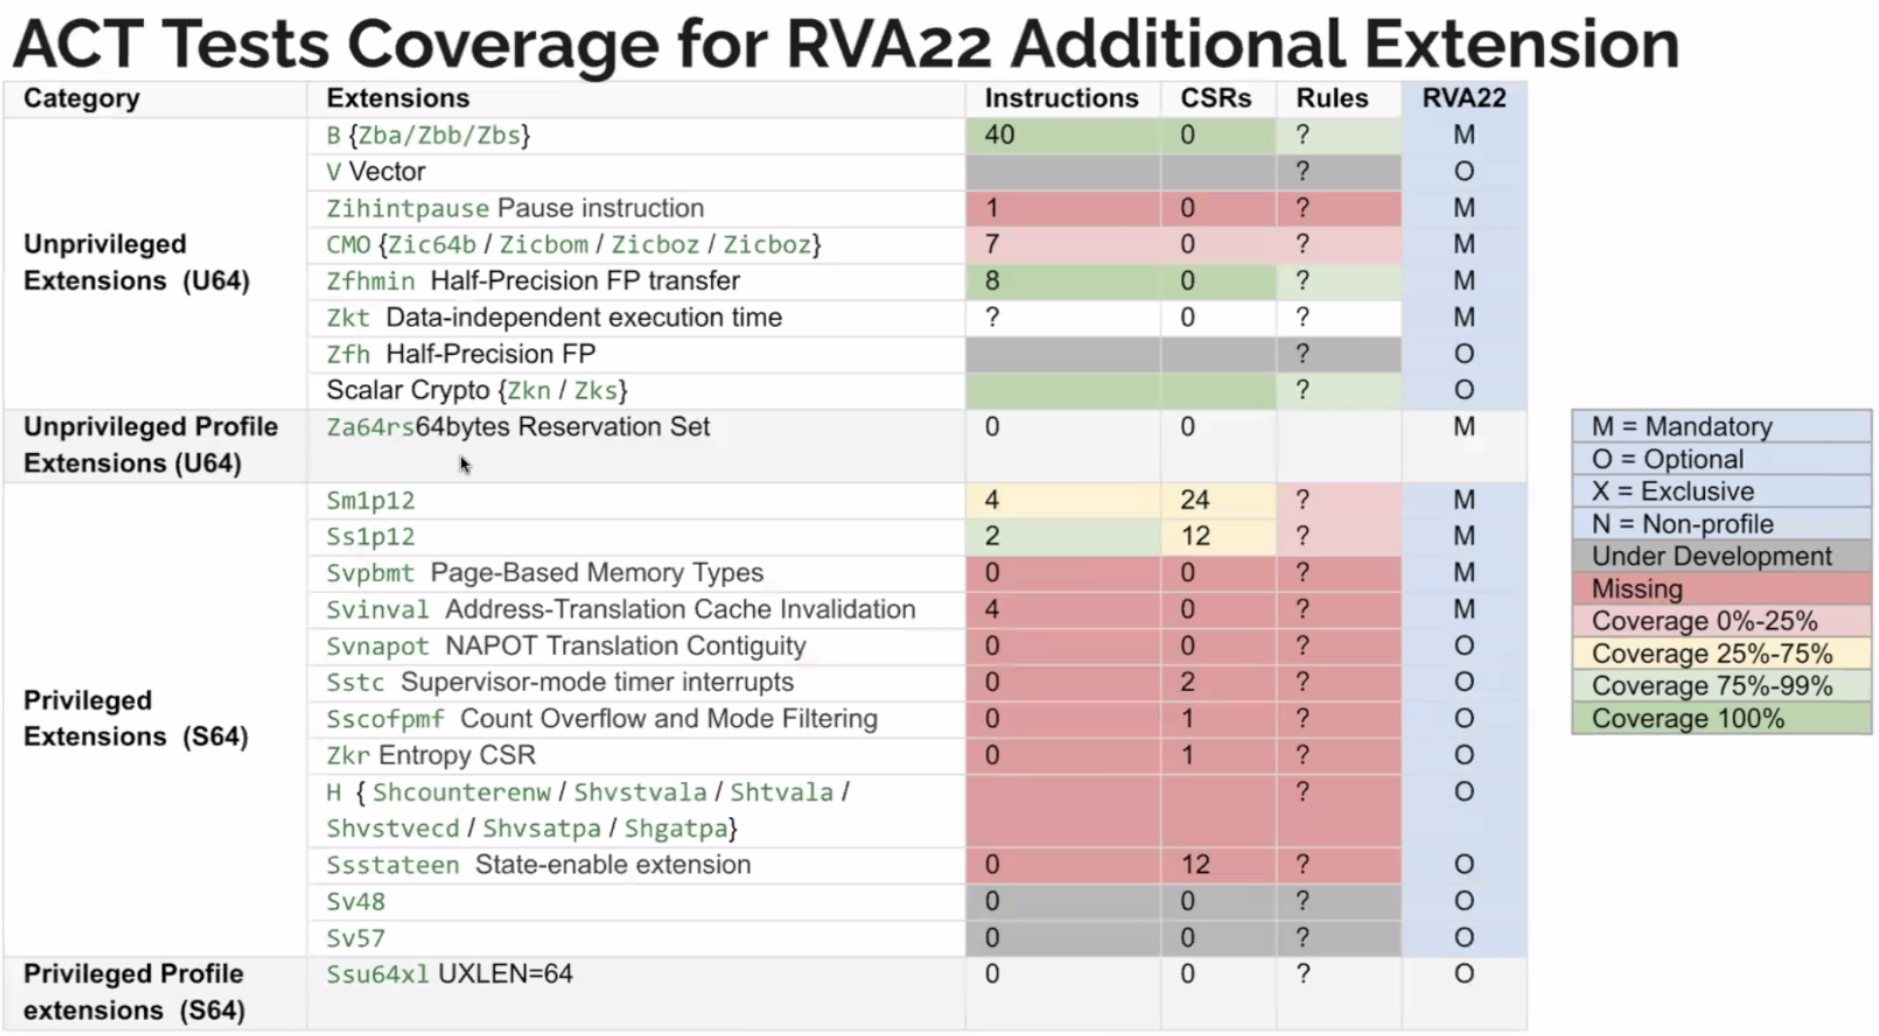 ACT Tests Coverage for RVA22 Additional Extension
Category Extensions Instructions CSRs Rules RVA22
Unprivileged
Extensions (U64)
B {Zba/Zbb/Zbs} 40 0 ? M
V Vector ? O
Zihintpause Pause instruction 1 0 ? M
CMO {Zic64b / Zicbom / Zicboz / Zicboz} 7 0 ? M
Zfhmin Half-Precision FP transfer 8 0 ? M
Zkt Data-independent execution time ? 0 ? M
Zfh Half-Precision FP ? O
Scalar Crypto {Zkn / Zks} ? O
Unprivileged Profile
Extensions (U64)
Za64rs64bytes Reservation Set 0 0 M
Privileged
Extensions (S64)
Sm1p12 4 24 ? M
Ss1p12 2 12 ? M
Svpbmt Page-Based Memory Types 0 0 ? M
Svinval Address-Translation Cache Invalidation 4 0 ? M
Svnapot NAPOT Translation Contiguity 0 0 ? O
Sstc Supervisor-mode timer interrupts 0 2 ? O
Sscofpmf Count Overflow and Mode Filtering 0 1 ? O
Zkr Entropy CSR 0 1 ? O
H { Shcounterenw / Shvstvala / Shtvala / ? O
Shvstvecd / Shvsatpa / Shgatpa}
Ssstateen State-enable extension 0 12 ? O
Sv48 0 0 ? O
Sv57 0 0 ? O
Privileged Profile
extensions (S64)
Ssu64xl UXLEN=64 0 0 ? O
M = Mandatory
O = Optional
X = Exclusive
N = Non-profile
Under Development
Missing
Coverage 0%-25%
Coverage 25%-75%
Coverage 75%-99%
Coverage 100%